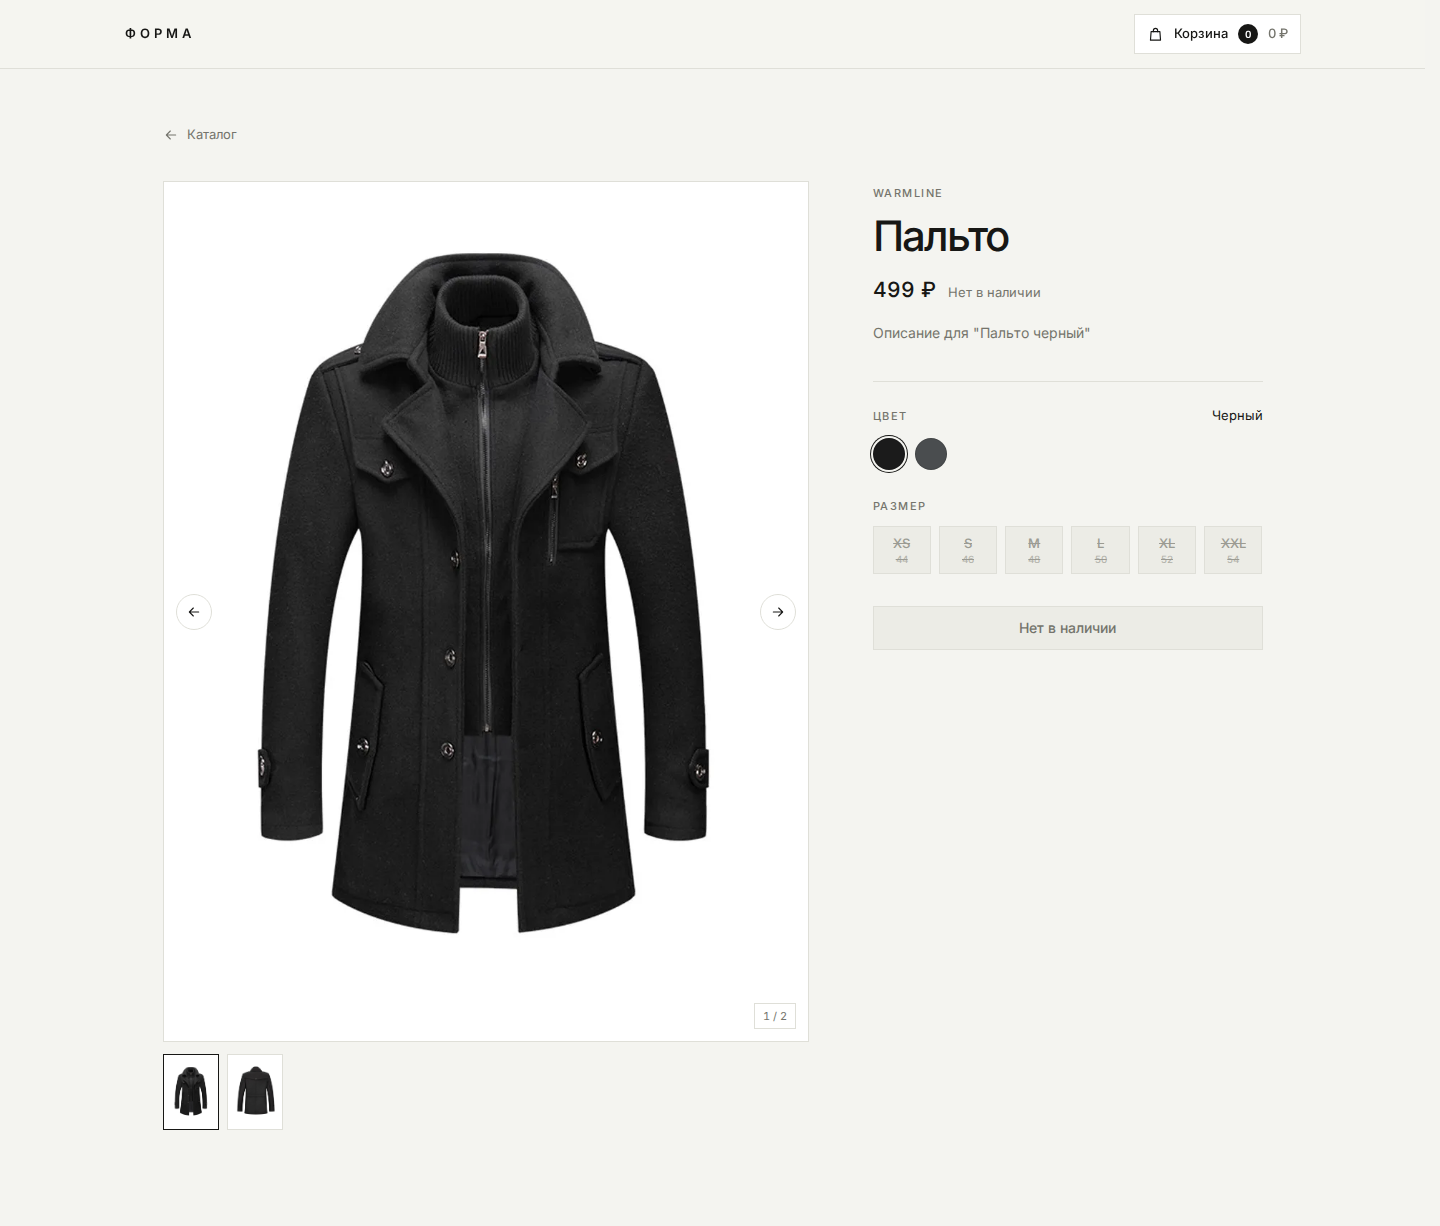 ФОРМА
Корзина 0 0 ₽
← Каталог
WARMLINE
Пальто
499 ₽ Нет в наличии
Описание для "Пальто черный"
ЦВЕТ Черный
РАЗМЕР
XS S M L XL XXL
44 46 48 50 52 54
Нет в наличии
1 / 2